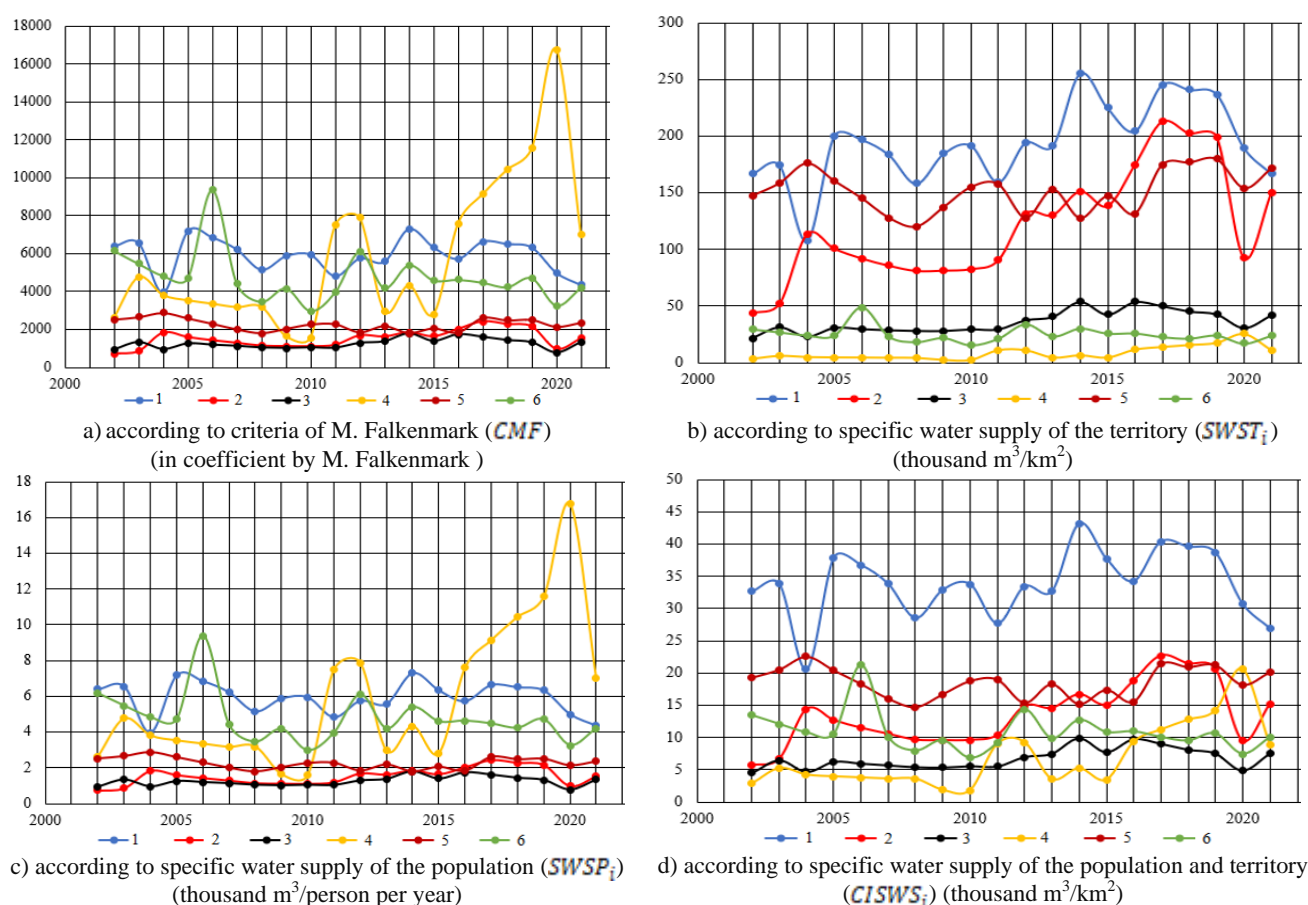 18000
16000
14000
12000
10000
8000
6000
4000
2000
0
2000 2005 2010 2015 2020
1 2 3 4 5 6
a) according to criteria of M. Falkenmark (CMF)
(in coefficient by M. Falkenmark )
300
250
200
150
100
50
0
2000 2005 2010 2015 2020
1 2 3 4 5 6
b) according to specific water supply of the territory (SWSTᵢ)
(thousand m³/km²)
18
16
14
12
10
8
6
4
2
0
2000 2005 2010 2015 2020
1 2 3 4 5 6
c) according to specific water supply of the population (SWSPᵢ)
(thousand m³/person per year)
50
45
40
35
30
25
20
15
10
5
0
2000 2005 2010 2015 2020
1 2 3 4 5 6
d) according to specific water supply of the population and territory
(CISWSᵢ) (thousand m³/km²)